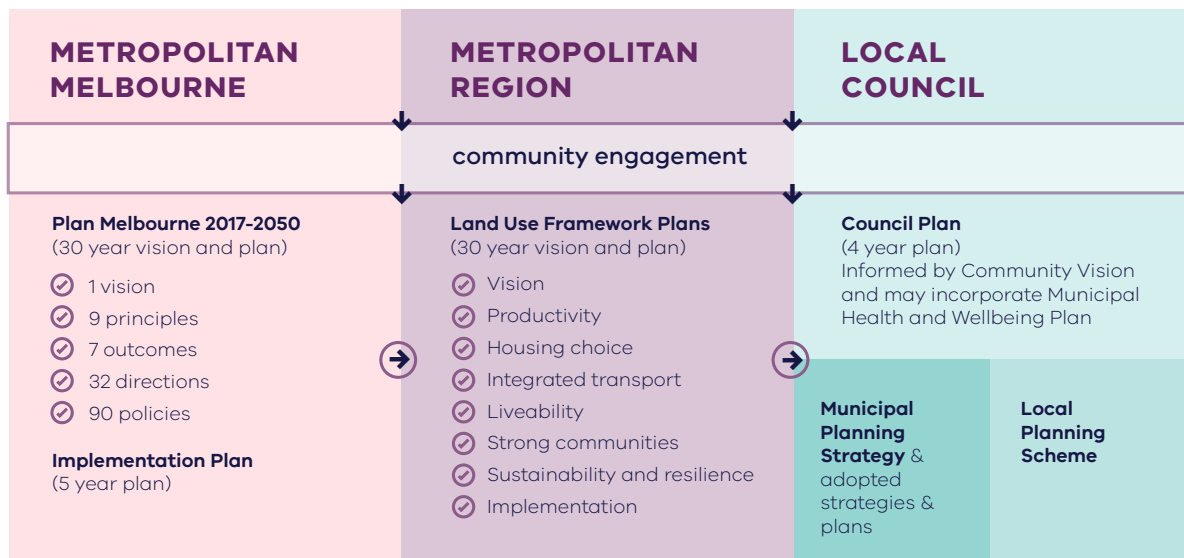 METROPOLITAN
MELBOURNE
METROPOLITAN
REGION
LOCAL
COUNCIL
community engagement
Plan Melbourne 2017-2050
(30 year vision and plan)
1 vision
9 principles
7 outcomes
32 directions
90 policies
Implementation Plan
(5 year plan)
Land Use Framework Plans
(30 year vision and plan)
Vision
Productivity
Housing choice
Integrated transport
Liveability
Strong communities
Sustainability and resilience
Implementation
Council Plan
(4 year plan)
Informed by Community Vision
and may incorporate Municipal
Health and Wellbeing Plan
Municipal
Planning
Strategy &
adopted
strategies &
plans
Local
Planning
Scheme